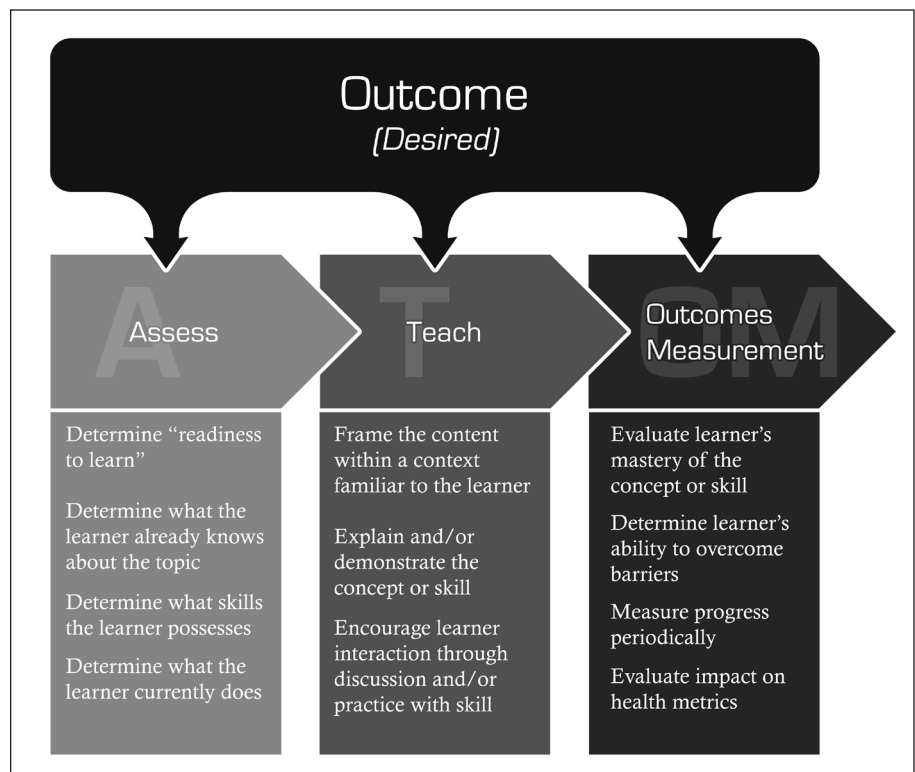 Outcome
(Desired)
A
Assess
T
Teach
OM
Outcomes
Measurement
Determine “readiness
to learn”
Determine what the
learner already knows
about the topic
Determine what skills
the learner possesses
Determine what the
learner currently does
Frame the content
within a context
familiar to the learner
Explain and/or
demonstrate the
concept or skill
Encourage learner
interaction through
discussion and/or
practice with skill
Evaluate learner’s
mastery of the
concept or skill
Determine learner’s
ability to overcome
barriers
Measure progress
periodically
Evaluate impact on
health metrics